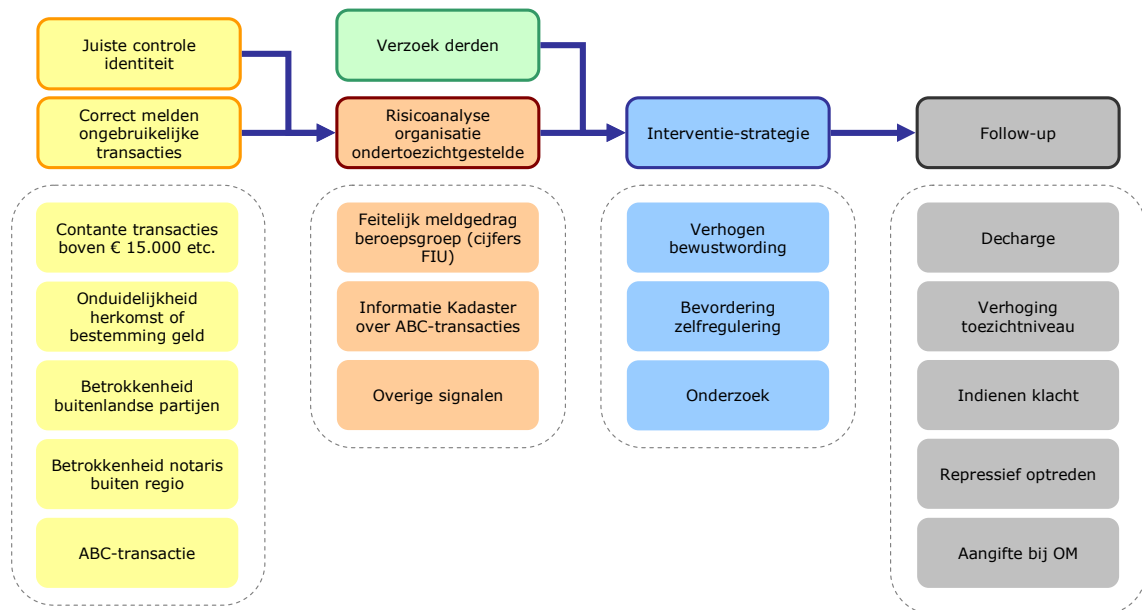 Juiste controle
identiteit
Correct melden
ongebruikelijke
transacties
Contante transacties
boven € 15.000 etc.
Onduidelijkheid
herkomst of
bestemming geld
Betrokkenheid
buitenlandse partijen
Betrokkenheid notaris
buiten regio
ABC-transactie
Verzoek derden
Risicoanalyse
organisatie
ondertoezichtgestelde
Feitelijk meldgedrag
beroepsgroep (cijfers
FIU)
Informatie Kadaster
over ABC-transacties
Overige signalen
Interventie-strategie
Verhogen
bewustwording
Bevordering
zelfregulering
Onderzoek
Follow-up
Decharge
Verhoging
toezichtniveau
Indienen klacht
Repressief optreden
Aangifte bij OM